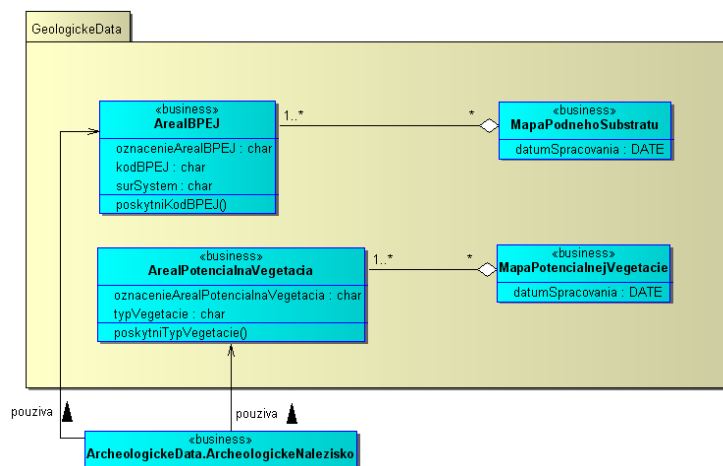 GeologickeData
«business»
ArealBPEJ
oznacenieArealBPEJ : char
kodBPEJ : char
surSystem : char
poskytniKodBPEJ()
1..*
*
«business»
MapaPodnehoSubstratu
datumSpracovania : DATE
«business»
ArealPotencialnaVegetacia
oznacenieArealPotencialnaVegetacia : char
typVegetacie : char
poskytniTypVegetacie()
1..*
*
«business»
MapaPotencialnejVegetacie
datumSpracovania : DATE
pouziva
pouziva
«business»
ArcheologickeData.ArcheologickeNalezisko